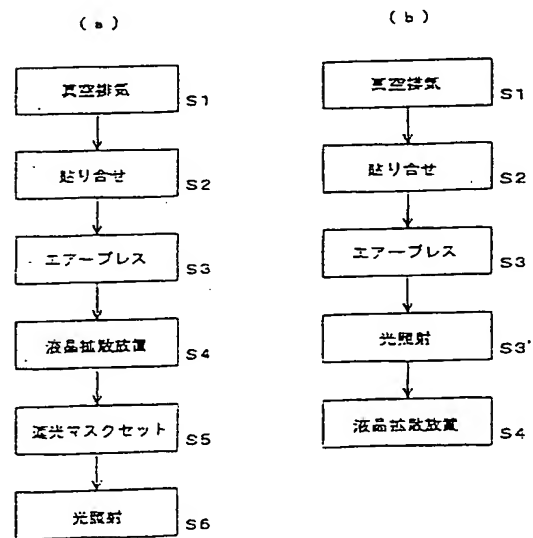 (a)
真空排気 S1
貼り合せ S2
エアープレス S3
液晶拡散放置 S4
遮光マスクセット S5
光照射 S6
(b)
真空排気 S1
貼り合せ S2
エアープレス S3
光照射 S3'
液晶拡散放置 S4